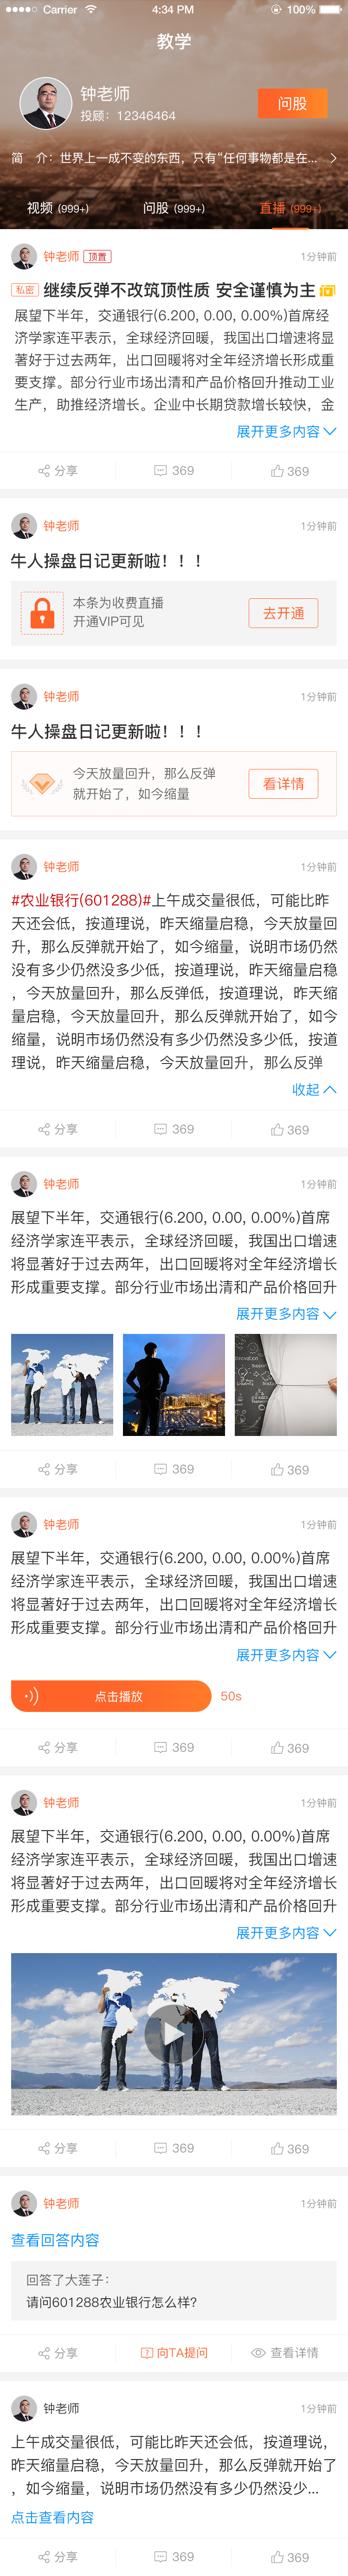 Carrier 4:34 PM 100%
教学
钟老师
投顾：12346464
问股
简 介：世界上一成不变的东西，只有“任何事物都是在...
视频 (999+) 问股 (999+) 直播 (999+)
钟老师 顶置 1分钟前
私密 继续反弹不改筑顶性质 安全谨慎为主
展望下半年，交通银行(6.200, 0.00, 0.00%)首席经
济学家连平表示，全球经济回暖，我国出口增速将显
著好于过去两年，出口回暖将对全年经济增长形成重
要支撑。部分行业市场出清和产品价格回升推动工业
生产，助推经济增长。企业中长期贷款增长较快，金
展开更多内容
分享 369 369
钟老师 1分钟前
牛人操盘日记更新啦！！！
本条为收费直播
开通VIP可见
去开通
钟老师 1分钟前
牛人操盘日记更新啦！！！
今天放量回升，那么反弹
就开始了，如今缩量
看详情
钟老师 1分钟前
#农业银行(601288)#上午成交量很低，可能比昨
天还会低，按道理说，昨天缩量启稳，今天放量回
升，那么反弹就开始了，如今缩量，说明市场仍然
没有多少仍然没多少低，按道理说，昨天缩量启稳
，今天放量回升，那么反弹低，按道理说，昨天缩
量启稳，今天放量回升，那么反弹就开始了，如今
缩量，说明市场仍然没有多少仍然没多少低，按道
理说，昨天缩量启稳，今天放量回升，那么反弹
收起
分享 369 369
钟老师 1分钟前
展望下半年，交通银行(6.200, 0.00, 0.00%)首席
经济学家连平表示，全球经济回暖，我国出口增速
将显著好于过去两年，出口回暖将对全年经济增长
形成重要支撑。部分行业市场出清和产品价格回升
展开更多内容
分享 369 369
钟老师 1分钟前
展望下半年，交通银行(6.200, 0.00, 0.00%)首席
经济学家连平表示，全球经济回暖，我国出口增速
将显著好于过去两年，出口回暖将对全年经济增长
形成重要支撑。部分行业市场出清和产品价格回升
展开更多内容
点击播放 50s
分享 369 369
钟老师 1分钟前
展望下半年，交通银行(6.200, 0.00, 0.00%)首席
经济学家连平表示，全球经济回暖，我国出口增速
将显著好于过去两年，出口回暖将对全年经济增长
形成重要支撑。部分行业市场出清和产品价格回升
展开更多内容
分享 369 369
钟老师 1分钟前
查看回答内容
回答了大莲子：
请问601288农业银行怎么样?
分享 向TA提问 查看详情
钟老师 1分钟前
上午成交量很低，可能比昨天还会低，按道理说，
昨天缩量启稳，今天放量回升，那么反弹就开始了
，如今缩量，说明市场仍然没有多少仍然没少...
点击查看内容
分享 369 369